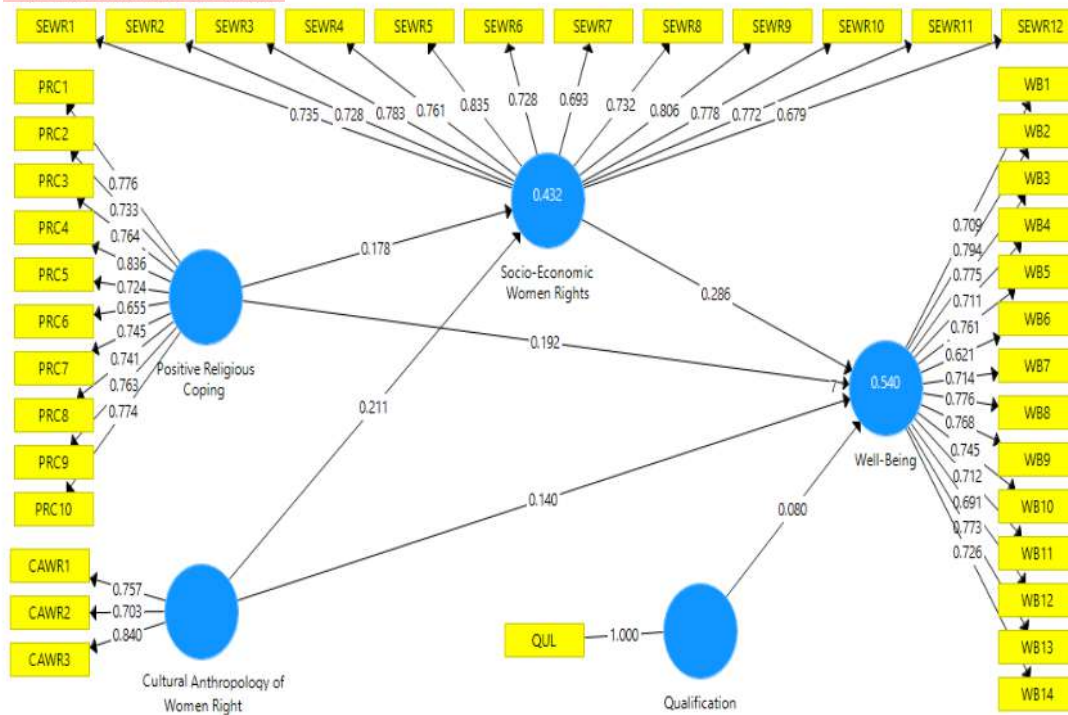 SEWR1 SEWR2 SEWR3 SEWR4 SEWR5 SEWR6 SEWR7 SEWR8 SEWR9 SEWR10 SEWR11 SEWR12
0.735 0.728 0.783 0.761 0.835 0.728 0.693 0.732 0.806 0.778 0.772 0.679
PRC1
PRC2
PRC3
PRC4
PRC5
PRC6
PRC7
PRC8
PRC9
PRC10
0.776
0.733
0.764
0.836
0.724
0.655
0.745
0.741
0.763
0.774
Positive Religious
Coping
0.178
0.432
Socio-Economic
Women Rights
0.286
0.192
0.211
0.140
7
0.540
Well-Being
0.709
0.794
0.775
0.711
0.761
0.621
0.714
0.776
0.768
0.745
0.712
0.691
0.773
0.726
WB1
WB2
WB3
WB4
WB5
WB6
WB7
WB8
WB9
WB10
WB11
WB12
WB13
WB14
CAWR1
CAWR2
CAWR3
0.757
0.703
0.840
Cultural Anthropology of
Women Right
QUL
1.000
0.080
Qualification